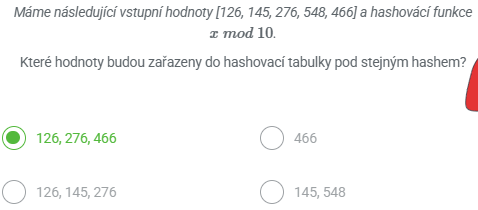 Máme následující vstupní hodnoty [126, 145, 276, 548, 466] a hashovácí funkce
x mod 10.
Které hodnoty budou zařazeny do hashovací tabulky pod stejným hashem?
126, 276, 466
466
126, 145, 276
145, 548